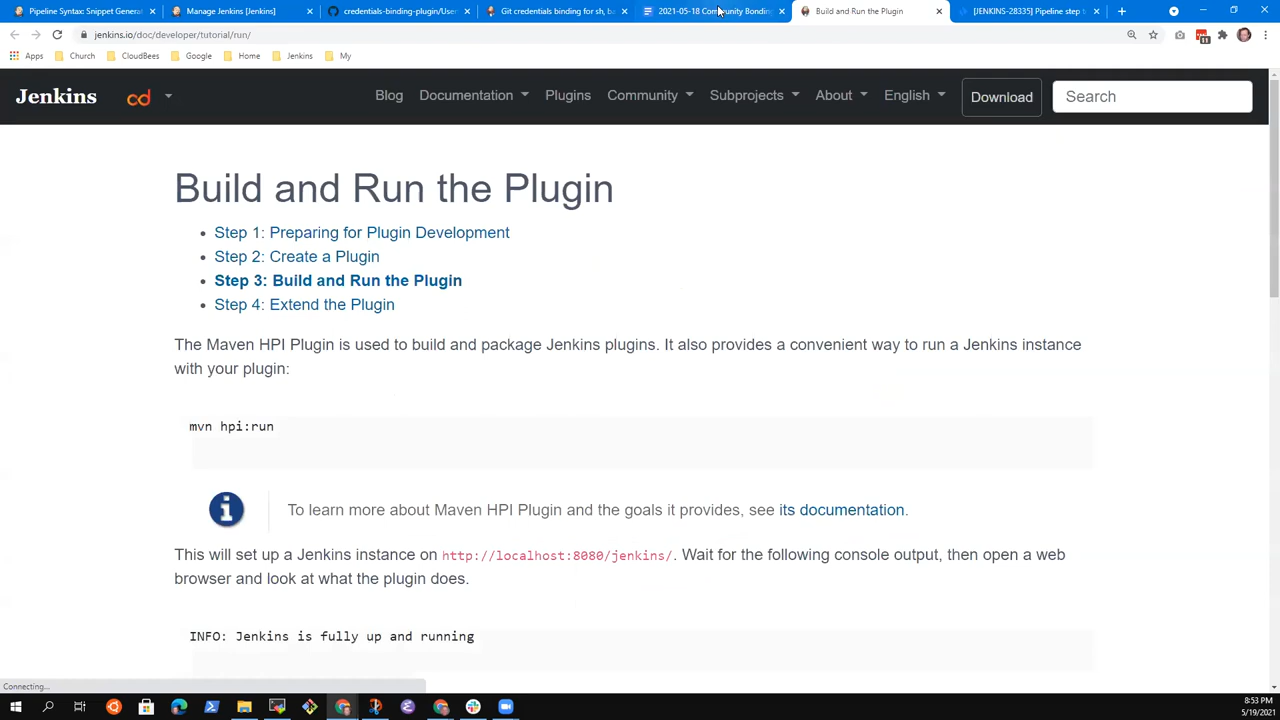 Pipeline Syntax: Snippet Generat
Manage Jenkins [Jenkins]
credentials-binding-plugin/User
Git credentials binding for sh, ba
2021-05-18 Community Bonding
Build and Run the Plugin
[JENKINS-28335] Pipeline step t
jenkins.io/doc/developer/tutorial/run/
Apps Church CloudBees Google Home Jenkins My
Jenkins cd Blog Documentation Plugins Community Subprojects About English Download Search
Build and Run the Plugin
Step 1: Preparing for Plugin Development
Step 2: Create a Plugin
Step 3: Build and Run the Plugin
Step 4: Extend the Plugin
The Maven HPI Plugin is used to build and package Jenkins plugins. It also provides a convenient way to run a Jenkins instance
with your plugin:
mvn hpi:run
To learn more about Maven HPI Plugin and the goals it provides, see its documentation.
This will set up a Jenkins instance on http://localhost:8080/jenkins/. Wait for the following console output, then open a web
browser and look at what the plugin does.
INFO: Jenkins is fully up and running
Connecting...
8:53 PM
5/19/2021